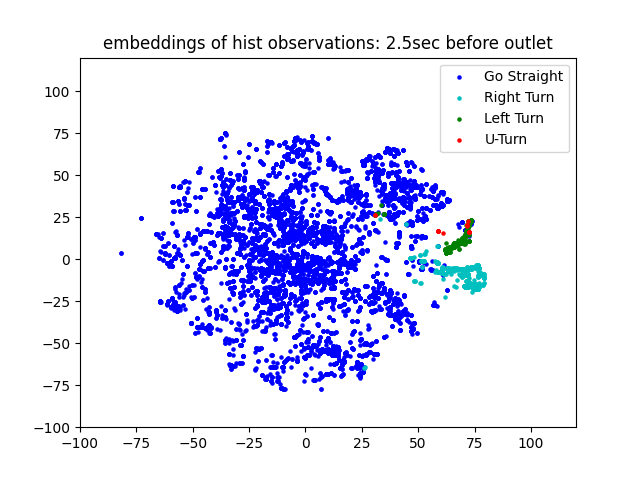 embeddings of hist observations: 2.5sec before outlet
Go Straight
Right Turn
Left Turn
U-Turn
100
75
50
25
0
−25
−50
−75
−100
−100 −75 −50 −25 0 25 50 75 100